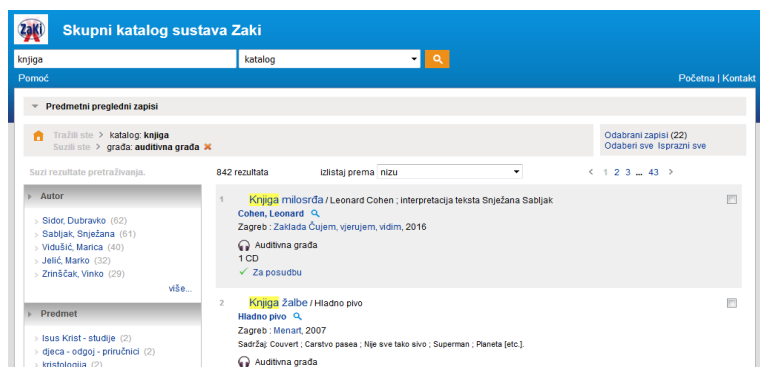 ZaKi
Skupni katalog sustava Zaki
knjiga
katalog
Pomoć
Početna | Kontakt
Predmetni pregledni zapisi
Tražili ste > katalog: knjiga
Suzili ste > građa: auditivna građa
Odabrani zapisi (22)
Odaberi sve Isprazni sve
Suzi rezultate pretraživanja.
842 rezultata
izlistaj prema nizu
< 1 2 3 ... 43 >
Autor
Sidor, Dubravko (62)
Sabljak, Snježana (61)
Vidušić, Marica (40)
Jelić, Marko (32)
Zrinščak, Vinko (29)
više...
Predmet
Isus Krist - studije (2)
djeca - odgoj - priručnici (2)
kristologija (2)
1 Knjiga milosrđa / Leonard Cohen ; interpretacija teksta Snježana Sabljak
Cohen, Leonard
Zagreb : Zaklada Čujem, vjerujem, vidim, 2016
Auditivna građa
1 CD
Za posudbu
2 Knjiga žalbe / Hladno pivo
Hladno pivo
Zagreb : Menart, 2007
Sadržaj: Couvert ; Carstvo pasea ; Nije sve tako sivo ; Superman ; Planeta [etc.].
Auditivna građa